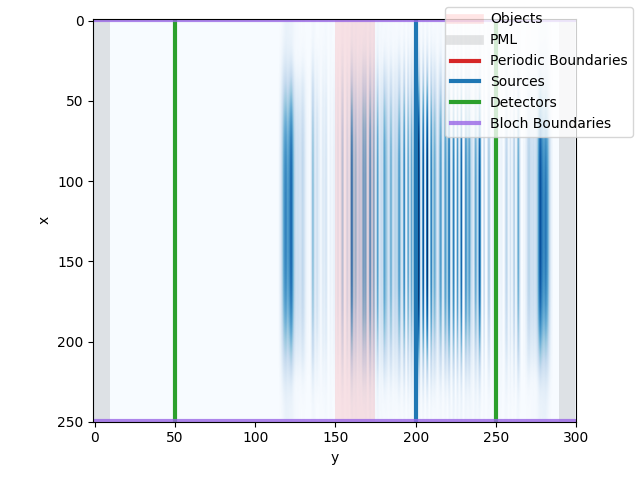 Objects
PML
Periodic Boundaries
Sources
Detectors
Bloch Boundaries
0
50
100
150
200
250
x
0
50
100
150
200
250
300
y